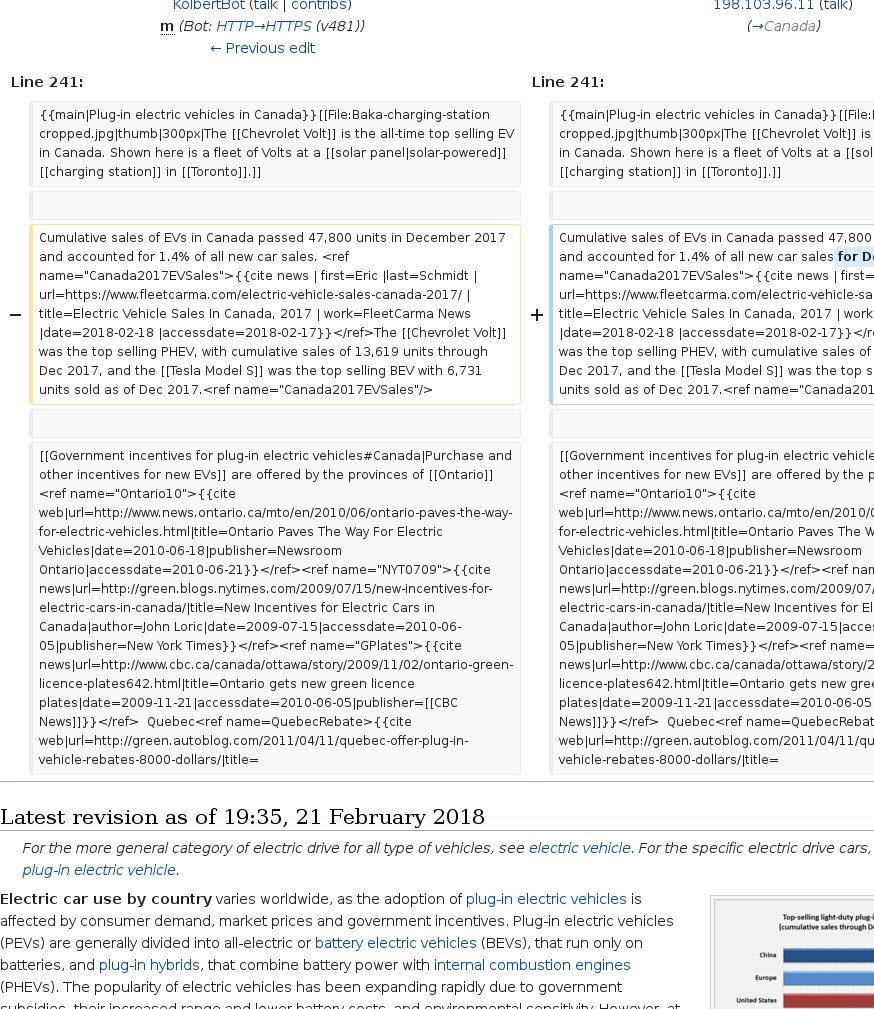 KolbertBot (talk | contribs)
m (Bot: HTTP→HTTPS (v481))
← Previous edit
198.103.96.11 (talk)
(→Canada)
Line 241:
{{main|Plug-in electric vehicles in Canada}}[[File:Baka-charging-station
cropped.jpg|thumb|300px|The [[Chevrolet Volt]] is the all-time top selling EV
in Canada. Shown here is a fleet of Volts at a [[solar panel|solar-powered]]
[[charging station]] in [[Toronto]].]]
−
Cumulative sales of EVs in Canada passed 47,800 units in December 2017
and accounted for 1.4% of all new car sales. <ref
name="Canada2017EVSales">{{cite news | first=Eric |last=Schmidt |
url=https://www.fleetcarma.com/electric-vehicle-sales-canada-2017/ |
title=Electric Vehicle Sales In Canada, 2017 | work=FleetCarma News
|date=2018-02-18 |accessdate=2018-02-17}}</ref>The [[Chevrolet Volt]]
was the top selling PHEV, with cumulative sales of 13,619 units through
Dec 2017, and the [[Tesla Model S]] was the top selling BEV with 6,731
units sold as of Dec 2017.<ref name="Canada2017EVSales"/>
[[Government incentives for plug-in electric vehicles#Canada|Purchase and
other incentives for new EVs]] are offered by the provinces of [[Ontario]]
<ref name="Ontario10">{{cite
web|url=http://www.news.ontario.ca/mto/en/2010/06/ontario-paves-the-way-
for-electric-vehicles.html|title=Ontario Paves The Way For Electric
Vehicles|date=2010-06-18|publisher=Newsroom
Ontario|accessdate=2010-06-21}}</ref><ref name="NYT0709">{{cite
news|url=http://green.blogs.nytimes.com/2009/07/15/new-incentives-for-
electric-cars-in-canada/|title=New Incentives for Electric Cars in
Canada|author=John Loric|date=2009-07-15|accessdate=2010-06-
05|publisher=New York Times}}</ref><ref name="GPlates">{{cite
news|url=http://www.cbc.ca/canada/ottawa/story/2009/11/02/ontario-green-
licence-plates642.html|title=Ontario gets new green licence
plates|date=2009-11-21|accessdate=2010-06-05|publisher=[[CBC
News]]}}</ref>  Quebec<ref name=QuebecRebate>{{cite
web|url=http://green.autoblog.com/2011/04/11/quebec-offer-plug-in-
vehicle-rebates-8000-dollars/|title=
Line 241:
{{main|Plug-in electric vehicles in Canada}}[[File:
cropped.jpg|thumb|300px|The [[Chevrolet Volt]] is
in Canada. Shown here is a fleet of Volts at a [[sol
[[charging station]] in [[Toronto]].]]
+
Cumulative sales of EVs in Canada passed 47,800
and accounted for 1.4% of all new car sales for
name="Canada2017EVSales">{{cite news | first=
url=https://www.fleetcarma.com/electric-vehicle-sa
title=Electric Vehicle Sales In Canada, 2017 | work
|date=2018-02-18 |accessdate=2018-02-17}}</r
was the top selling PHEV, with cumulative sales of
Dec 2017, and the [[Tesla Model S]] was the top s
units sold as of Dec 2017.<ref name="Canada201
[[Government incentives for plug-in electric vehicle
other incentives for new EVs]] are offered by the p
<ref name="Ontario10">{{cite
web|url=http://www.news.ontario.ca/mto/en/2010/
for-electric-vehicles.html|title=Ontario Paves The W
Vehicles|date=2010-06-18|publisher=Newsroom
Ontario|accessdate=2010-06-21}}</ref><ref na
news|url=http://green.blogs.nytimes.com/2009/07/
electric-cars-in-canada/|title=New Incentives for El
Canada|author=John Loric|date=2009-07-15|acces
05|publisher=New York Times}}</ref><ref nam
news|url=http://www.cbc.ca/canada/ottawa/story/2
licence-plates642.html|title=Ontario gets new gree
plates|date=2009-11-21|accessdate=2010-06-05
News]]}}</ref>  Quebec<ref name=QuebecRebat
web|url=http://green.autoblog.com/2011/04/11/qu
vehicle-rebates-8000-dollars/|title=
Latest revision as of 19:35, 21 February 2018
For the more general category of electric drive for all type of vehicles, see electric vehicle. For the specific electric drive cars,
plug-in electric vehicle.
Electric car use by country varies worldwide, as the adoption of plug-in electric vehicles is
affected by consumer demand, market prices and government incentives. Plug-in electric vehicles
(PEVs) are generally divided into all-electric or battery electric vehicles (BEVs), that run only on
batteries, and plug-in hybrids, that combine battery power with internal combustion engines
(PHEVs). The popularity of electric vehicles has been expanding rapidly due to government
subsidies, their increased range and lower battery costs, and environmental sensitivity. However, at
Top-selling light-duty plug-i
(cumulative sales through D
China
Europe
United States